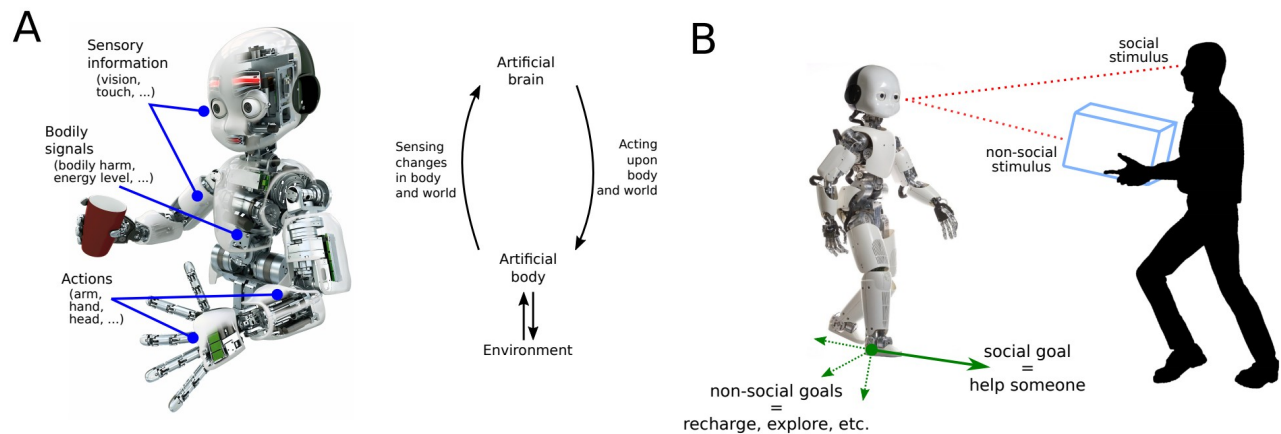 A
Sensory
information
(vision,
touch, ...)
Bodily
signals
(bodily harm,
energy level, ...)
Actions
(arm,
hand,
head, ...)
Artificial
brain
Sensing
changes
in body
and world
Acting
upon
body
and world
Artificial
body
Environment
B
social
stimulus
non-social
stimulus
social goal
=
help someone
non-social goals
=
recharge, explore, etc.